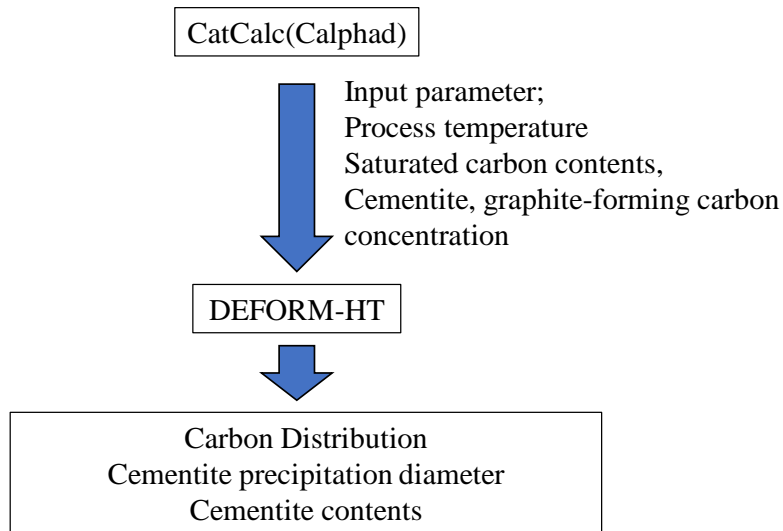 CatCalc(Calphad)
Input parameter;
Process temperature
Saturated carbon contents,
Cementite, graphite-forming carbon
concentration
DEFORM-HT
Carbon Distribution
Cementite precipitation diameter
Cementite contents